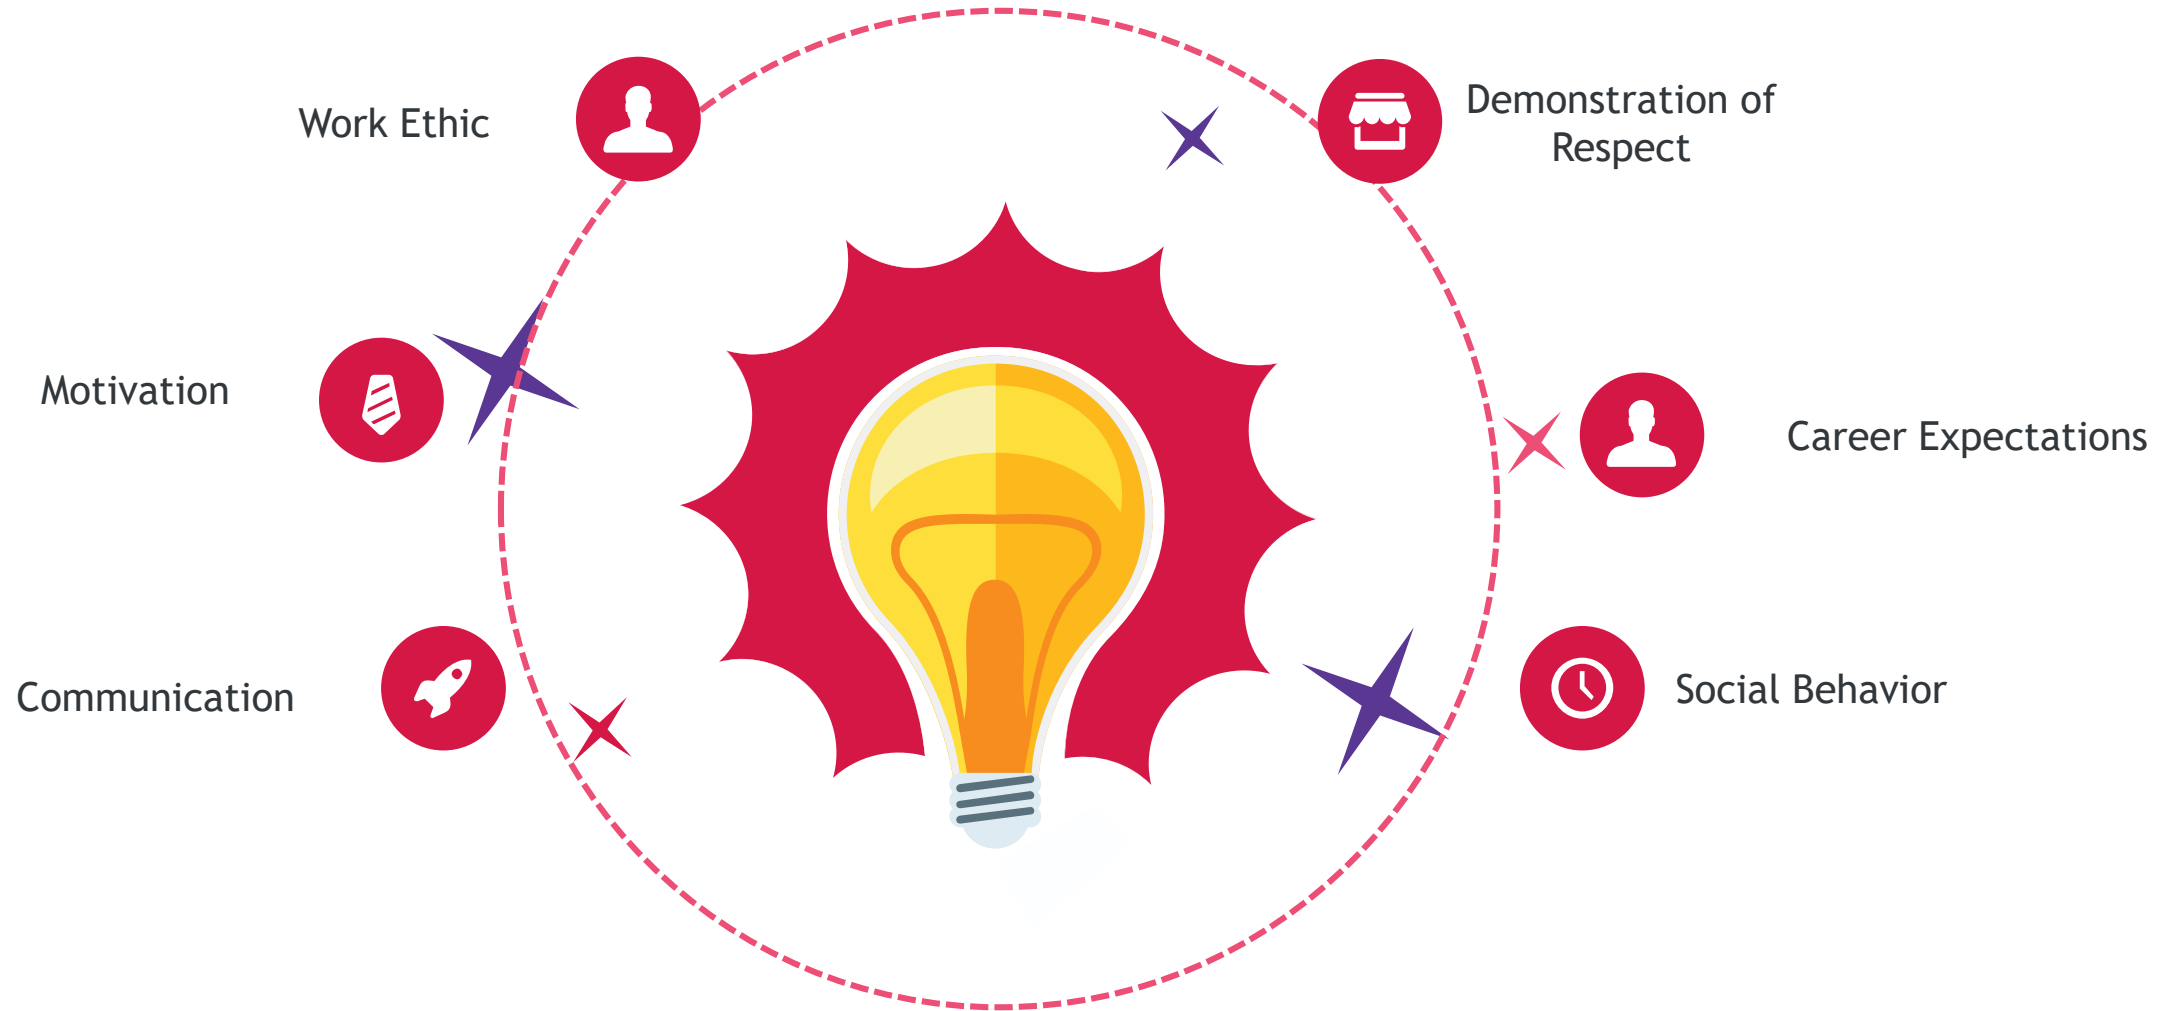 Work Ethic
Demonstration of
Respect
Motivation
Career Expectations
Communication
Social Behavior